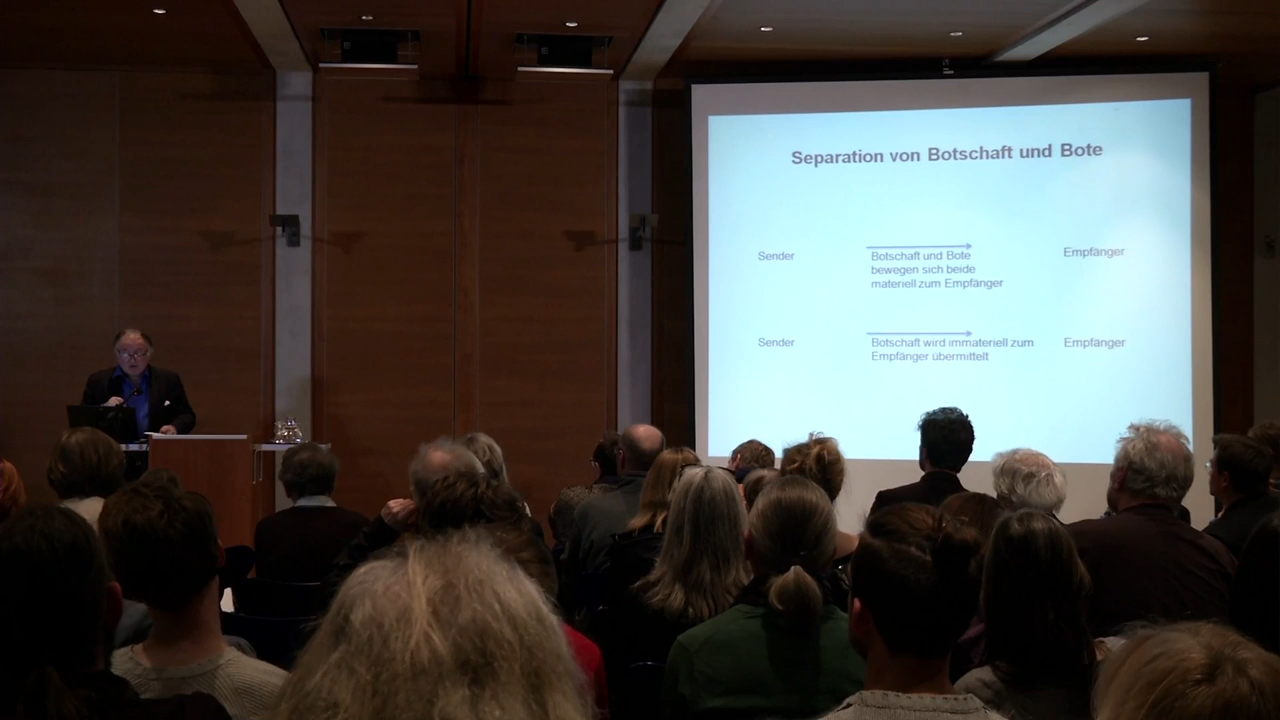 Separation von Botschaft und Bote
Sender
Botschaft und Bote
bewegen sich beide
materiell zum Empfänger
Empfänger
Sender
Botschaft wird immateriell zum
Empfänger übermittelt
Empfänger